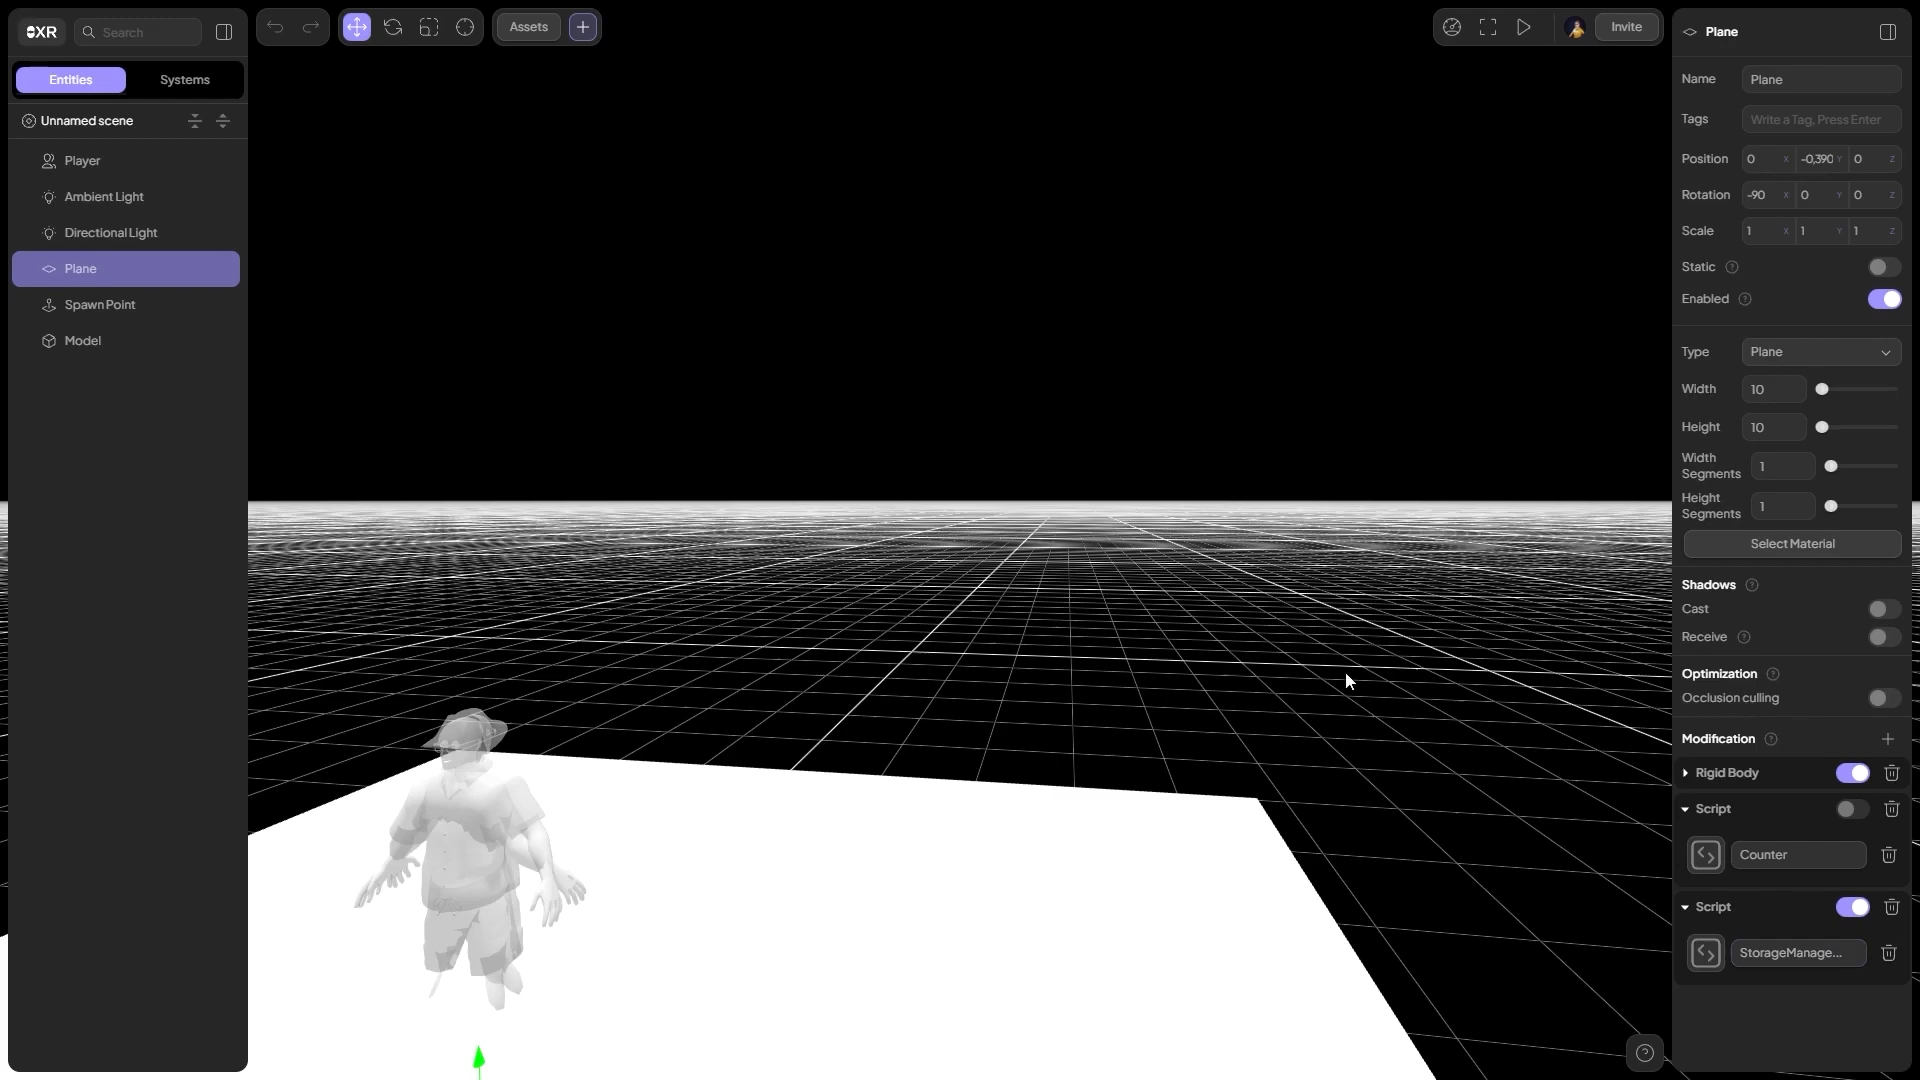 XR
Search
Entities
Systems
Unnamed scene
Player
Ambient Light
Directional Light
Plane
Spawn Point
Model
Assets
Invite
Plane
Name
Plane
Tags
Write a Tag, Press Enter
Position
0 X -0,390 Y 0 Z
Rotation
-90 X 0 Y 0 Z
Scale
1 X 1 Y 1 Z
Static ?
Enabled ?
Type
Plane
Width
10
Height
10
Width
Segments
1
Height
Segments
1
Select Material
Shadows ?
Cast
Receive ?
Optimization ?
Occlusion culling
Modification ?
Rigid Body
Script
Counter
Script
StorageManage...
?